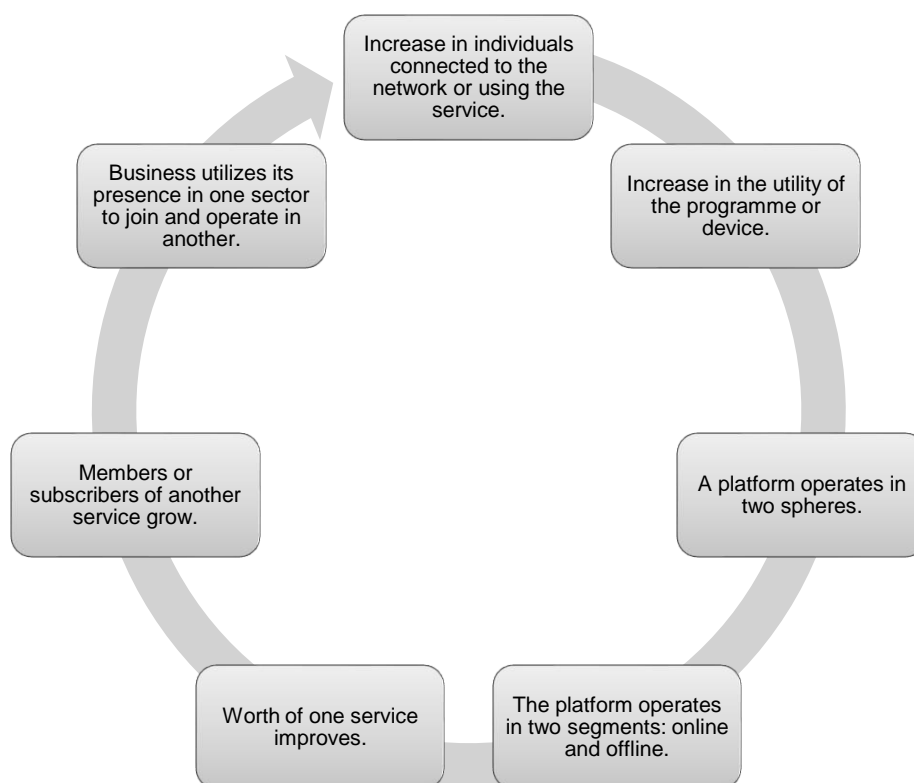 Increase in individuals
connected to the
network or using the
service.
Increase in the utility of
the programme or
device.
A platform operates in
two spheres.
The platform operates
in two segments: online
and offline.
Worth of one service
improves.
Members or
subscribers of another
service grow.
Business utilizes its
presence in one sector
to join and operate in
another.